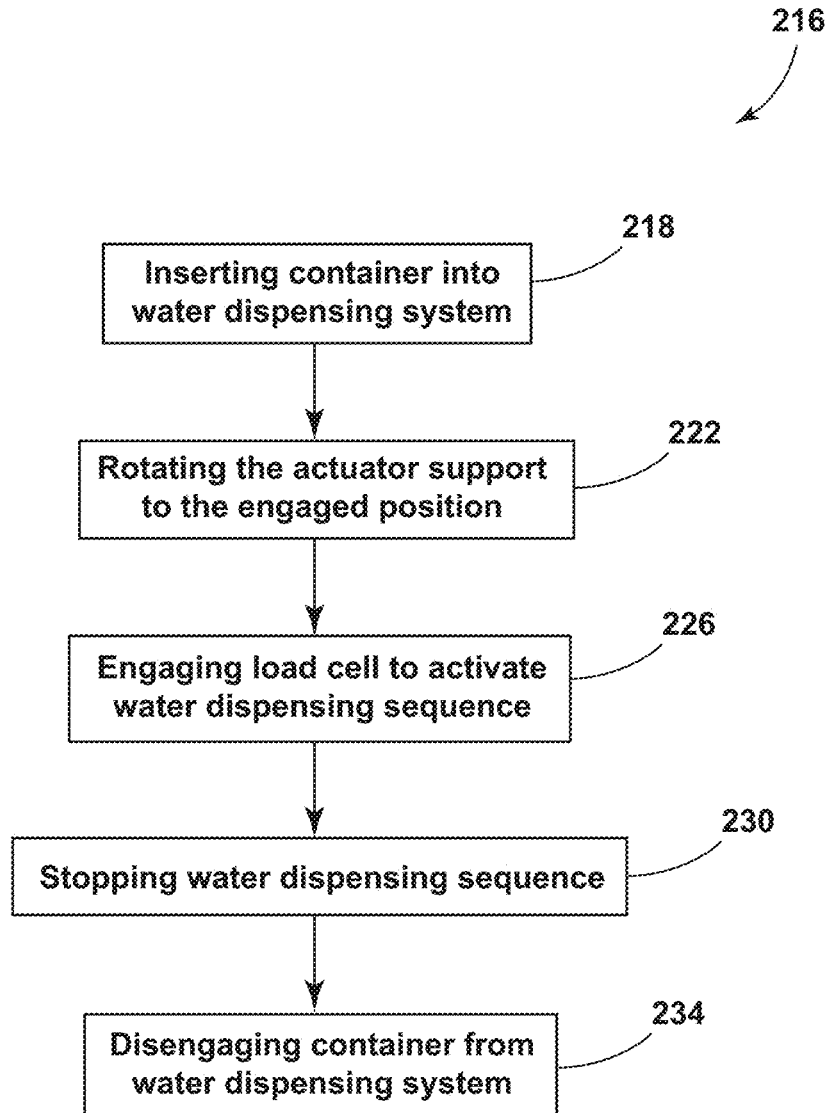 216
218
Inserting container into
water dispensing system
222
Rotating the actuator support
to the engaged position
226
Engaging load cell to activate
water dispensing sequence
230
Stopping water dispensing sequence
234
Disengaging container from
water dispensing system